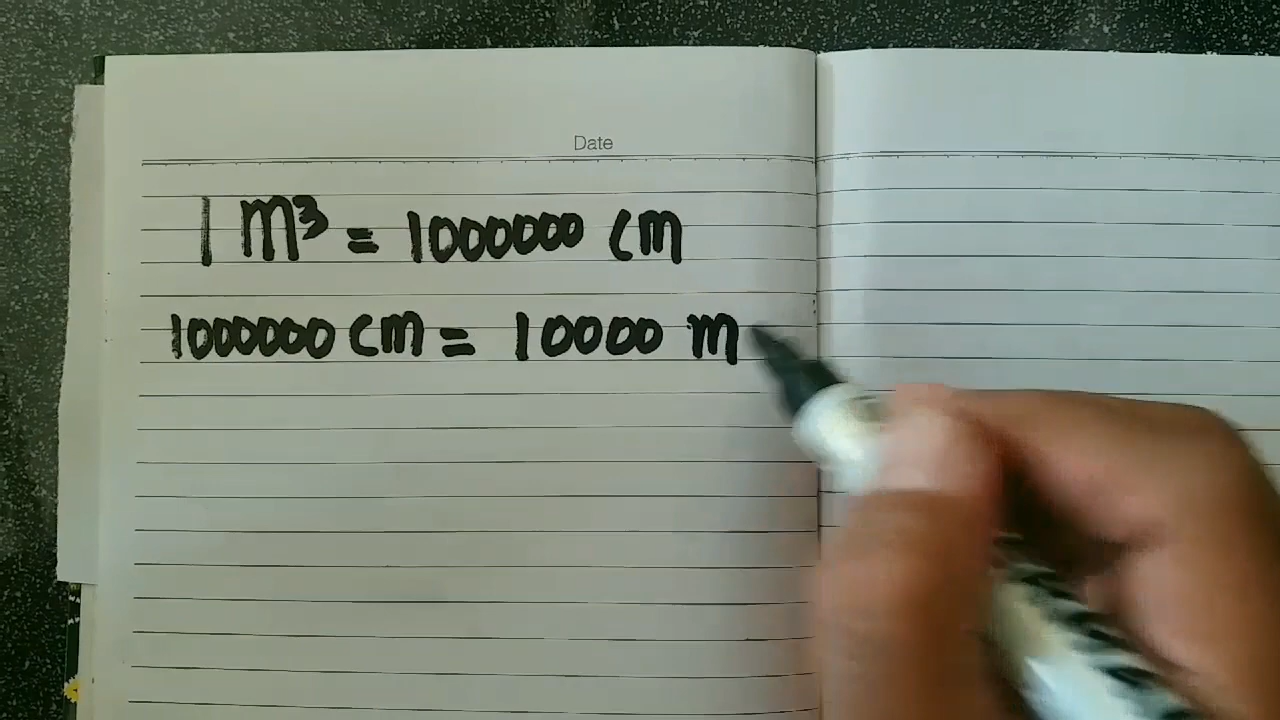 Date
1 m³ = 1000000 cm
1000000 cm = 10000 m